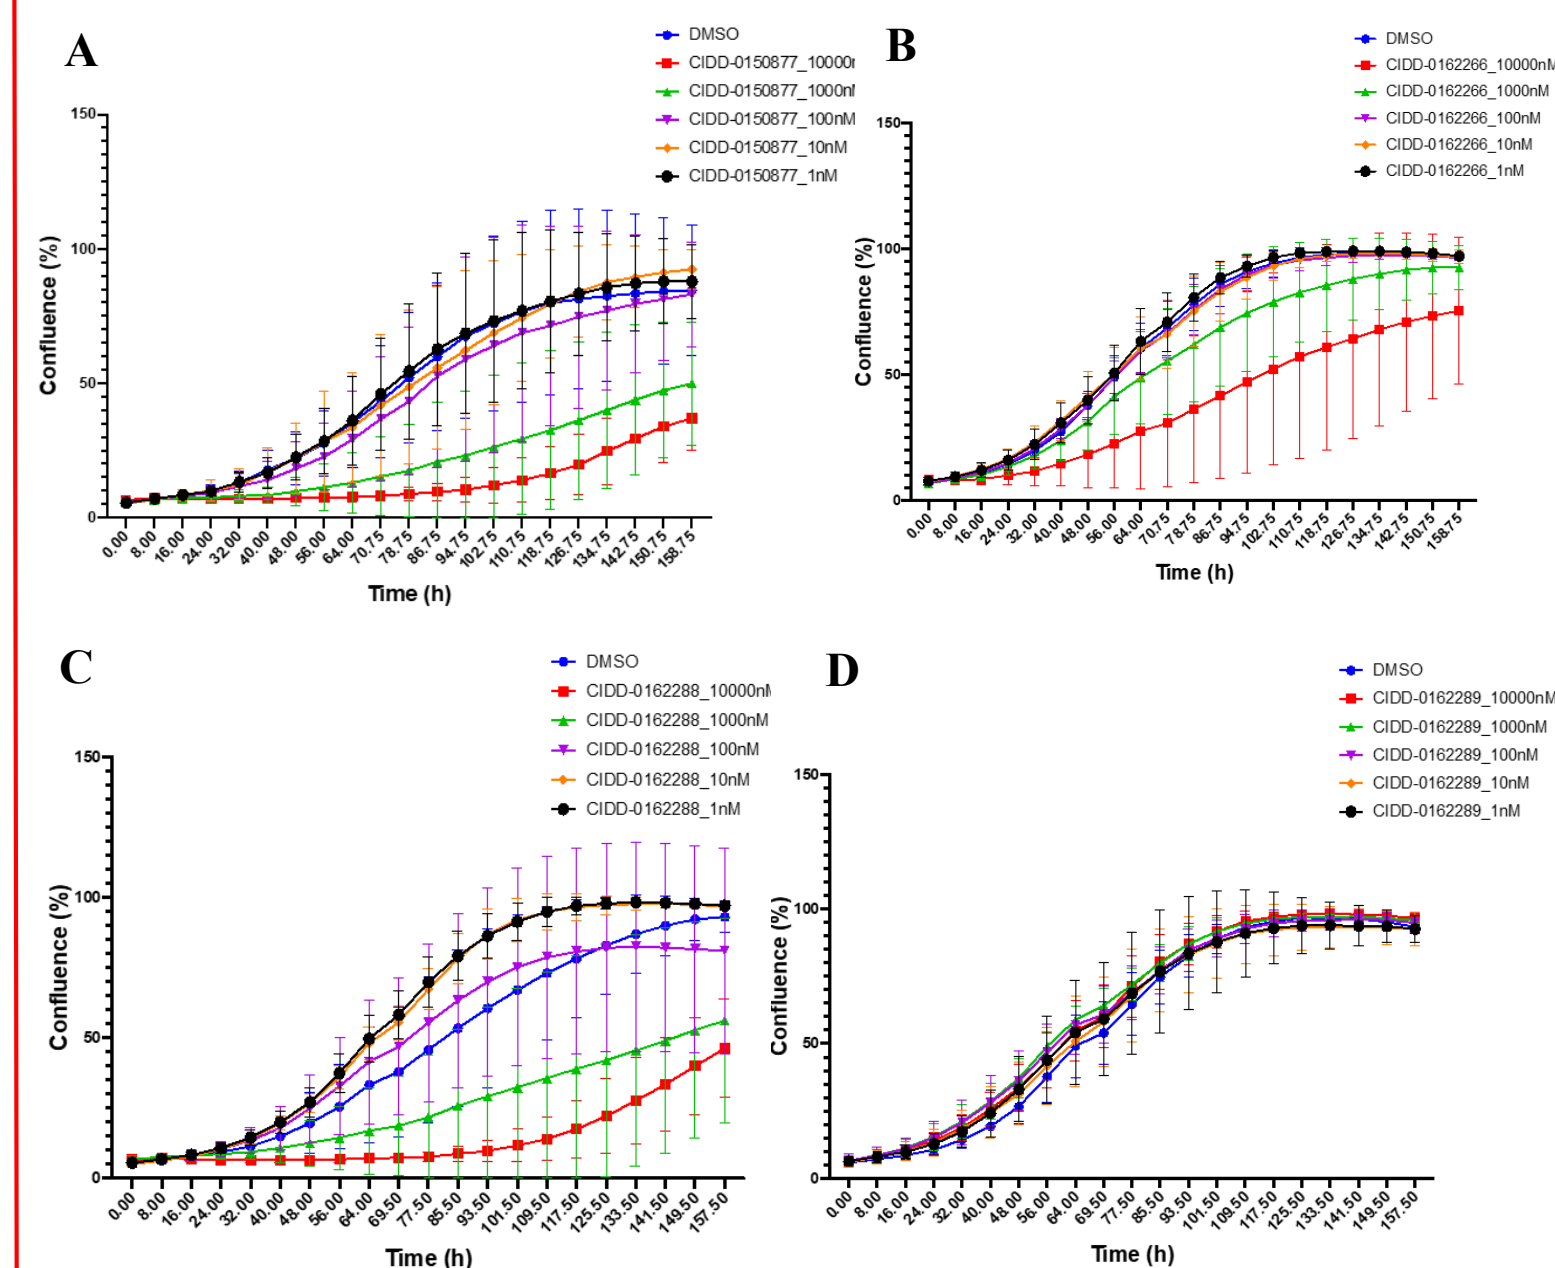 A
DMSO
CIDD-0150877_10000n
CIDD-0150877_1000n
CIDD-0150877_100nM
CIDD-0150877_10nM
CIDD-0150877_1nM
150
100
50
0
Confluence (%)
0.00 8.00 16.00 24.00 32.00 40.00 48.00 56.00 64.00 70.75 78.75 86.75 94.75 102.75 110.75 118.75 126.75 134.75 142.75 150.75 158.75
Time (h)
B
DMSO
CIDD-0162266_10000nM
CIDD-0162266_1000nM
CIDD-0162266_100nM
CIDD-0162266_10nM
CIDD-0162266_1nM
150
100
50
0
Confluence (%)
0.00 8.00 16.00 24.00 32.00 40.00 48.00 56.00 64.00 70.75 78.75 86.75 94.75 102.75 110.75 118.75 126.75 134.75 142.75 150.75 158.75
Time (h)
C
DMSO
CIDD-0162288_10000nM
CIDD-0162288_1000nM
CIDD-0162288_100nM
CIDD-0162288_10nM
CIDD-0162288_1nM
150
100
50
0
Confluence (%)
0.00 8.00 16.00 24.00 32.00 40.00 48.00 56.00 64.00 69.50 77.50 85.50 93.50 101.50 109.50 117.50 125.50 133.50 141.50 149.50 157.50
Time (h)
D
DMSO
CIDD-0162289_10000nM
CIDD-0162289_1000nM
CIDD-0162289_100nM
CIDD-0162289_10nM
CIDD-0162289_1nM
150
100
50
0
Confluence (%)
0.00 8.00 16.00 24.00 32.00 40.00 48.00 56.00 64.00 69.50 77.50 85.50 93.50 101.50 109.50 117.50 125.50 133.50 141.50 149.50 157.50
Time (h)